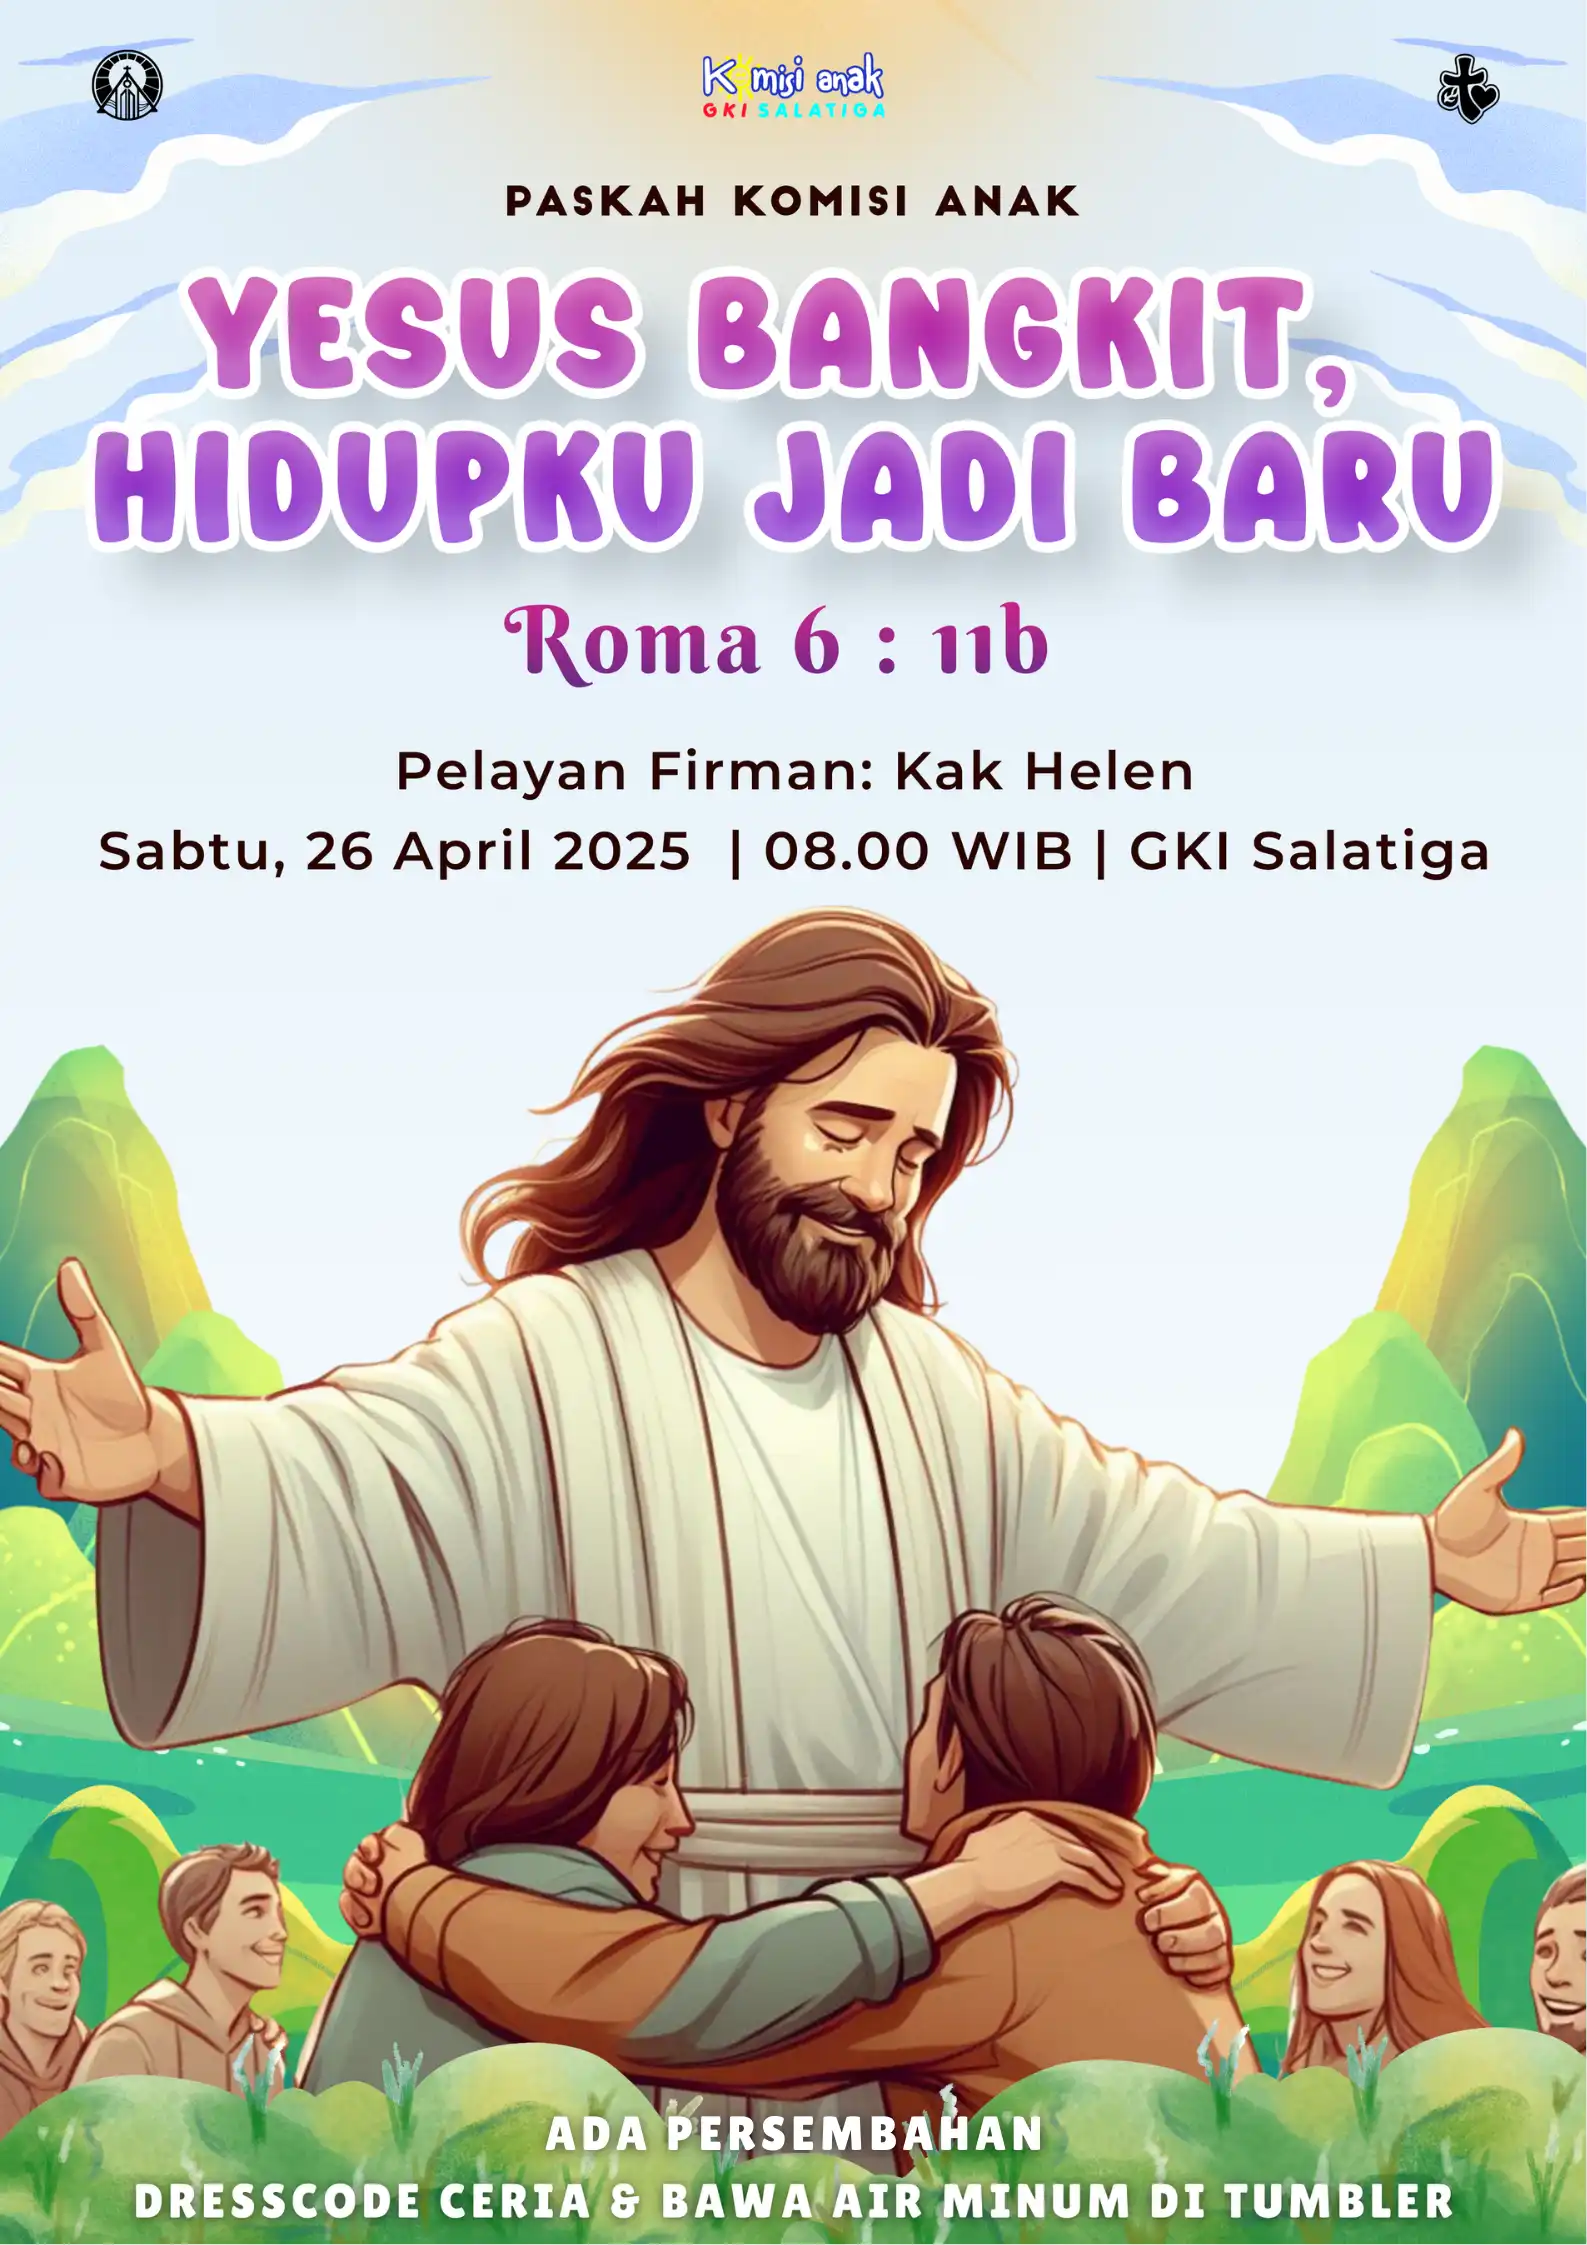 Komisi anak
GKI SALATIGA
PASKAH KOMISI ANAK
YESUS BANGKIT,
HIDUPKU JADI BARU
Roma 6 : 11b
Pelayan Firman: Kak Helen
Sabtu, 26 April 2025 | 08.00 WIB | GKI Salatiga
ADA PERSEMBAHAN
DRESSCODE CERIA & BAWA AIR MINUM DI TUMBLER